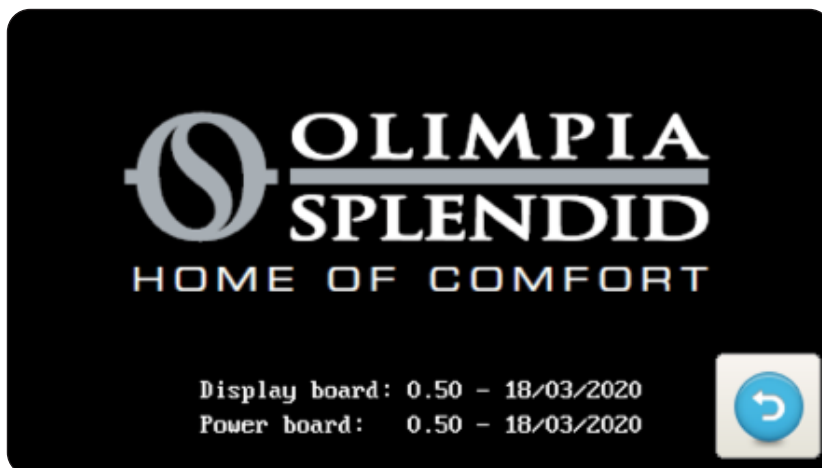 OLIMPIA
SPLENDID
HOME OF COMFORT
Display board: 0.50 - 18/03/2020
Power board: 0.50 - 18/03/2020